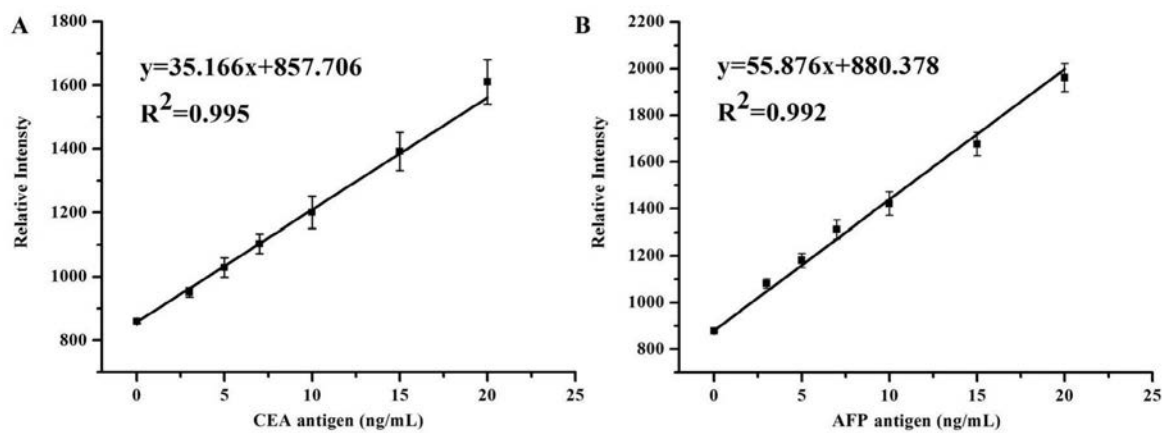 A
y=35.166x+857.706
R²=0.995
Relative Intensty
1800
1600
1400
1200
1000
800
0
5
10
15
20
25
CEA antigen (ng/mL)
B
y=55.876x+880.378
R²=0.992
Relative Intensty
2200
2000
1800
1600
1400
1200
1000
800
0
5
10
15
20
25
AFP antigen (ng/mL)